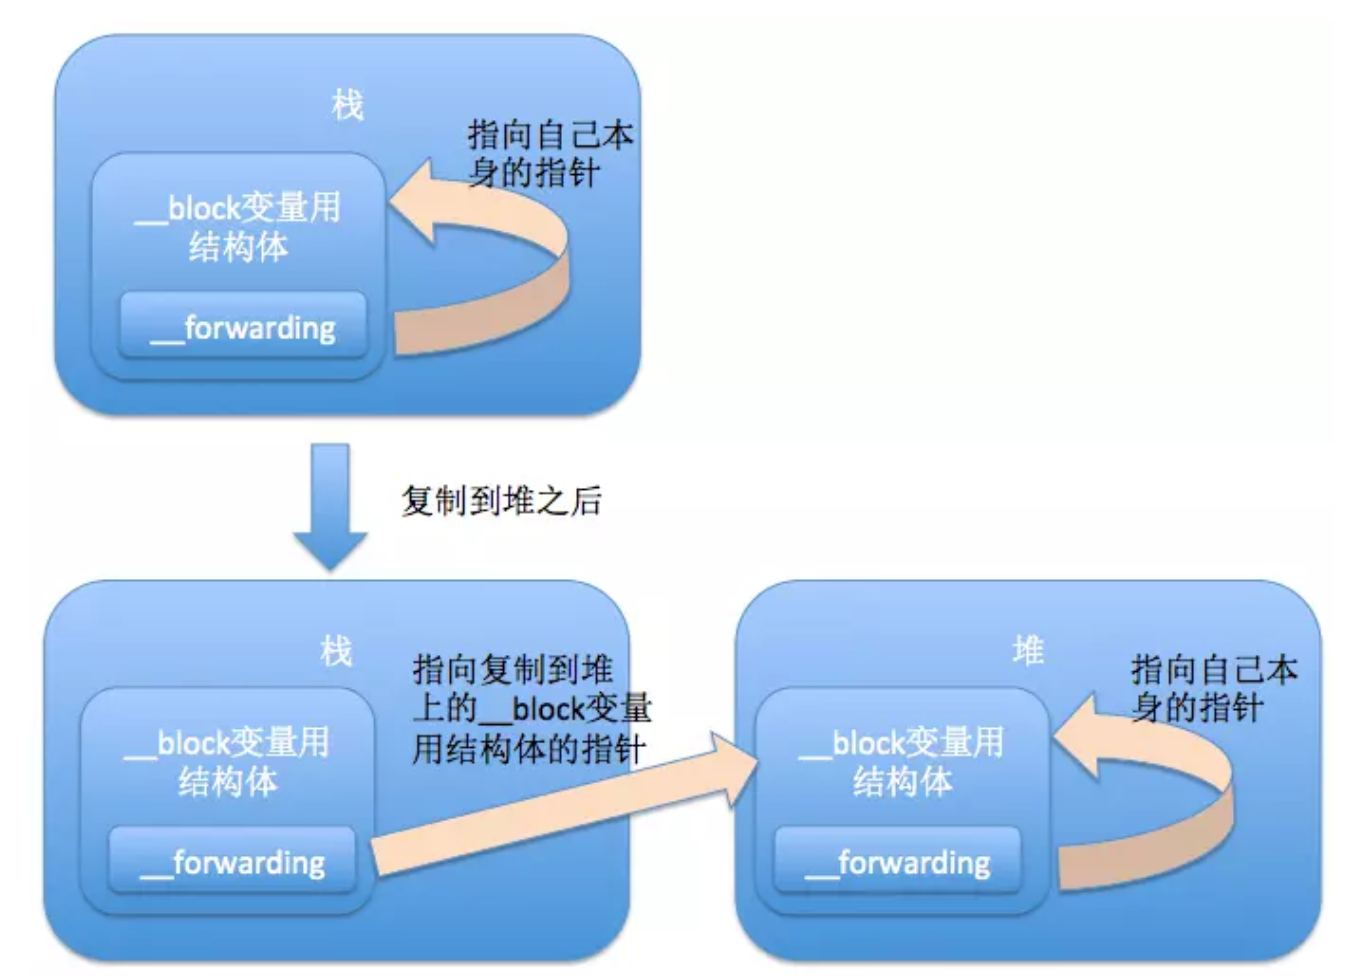 栈
指向自己本
身的指针
__block变量用
结构体
__forwarding
复制到堆之后
栈
指向复制到堆
上的__block变量
用结构体的指针
__block变量用
结构体
__forwarding
堆
指向自己本
身的指针
__block变量用
结构体
__forwarding